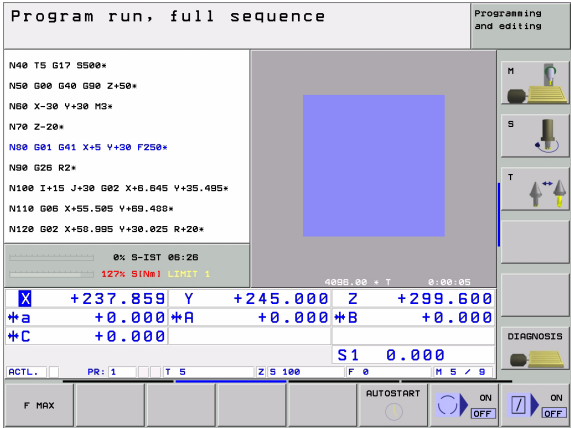 Program run, full sequence
Programming
and editing
N40 T5 G17 S500*
N50 G00 G40 G90 Z+50*
N60 X-30 Y+30 M3*
N70 Z-20*
N80 G01 G41 X+5 Y+30 F250*
N90 G26 R2*
N100 I+15 J+30 G02 X+6.645 Y+35.495*
N110 G06 X+55.505 Y+69.488*
N120 G02 X+58.995 Y+30.025 R+20*
M
S
T
0% S-IST 06:26
127% S[Nm] LIMIT 1
4096.00 * T 0:00:05
X +237.859 Y +245.000 Z +299.600
a +0.000 A +0.000 B +0.000
C +0.000
S1 0.000
DIAGNOSIS
ACTL. PR: 1 T 5 Z S 100 F 0 M 5 / 9
F MAX
AUTOSTART
ON
OFF
ON
OFF